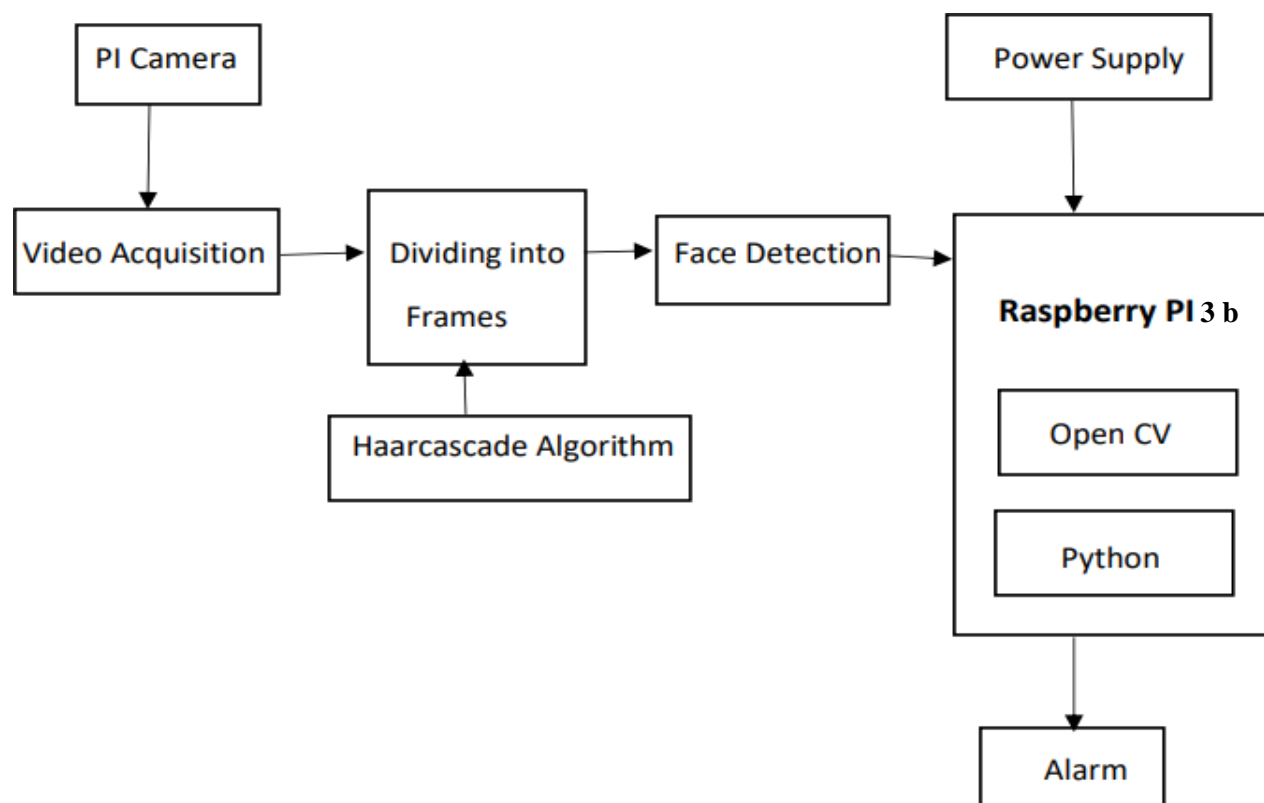 PI Camera
Power Supply
Video Acquisition
Dividing into
Frames
Face Detection
Raspberry PI 3 b
Haarcascade Algorithm
Open CV
Python
Alarm